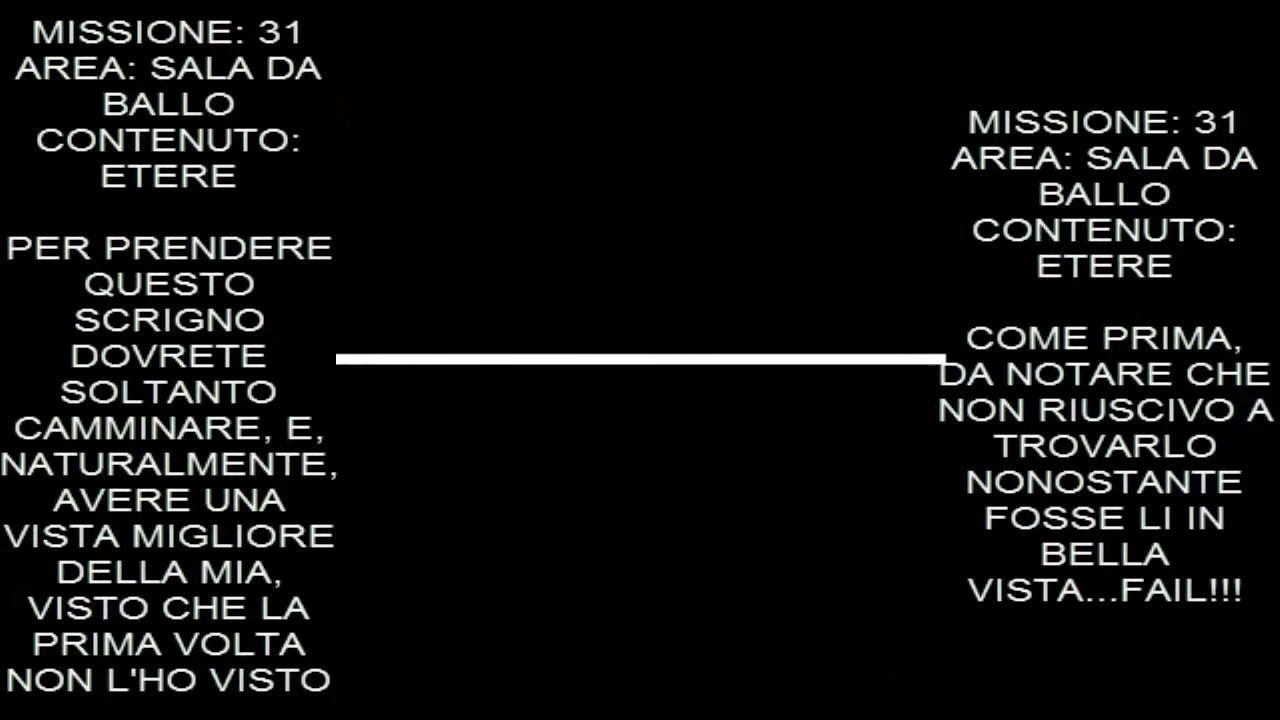 MISSIONE: 31
AREA: SALA DA
BALLO
CONTENUTO:
ETERE
PER PRENDERE
QUESTO
SCRIGNO
DOVRETE
SOLTANTO
CAMMINARE, E,
NATURALMENTE,
AVERE UNA
VISTA MIGLIORE
DELLA MIA,
VISTO CHE LA
PRIMA VOLTA
NON L'HO VISTO
MISSIONE: 31
AREA: SALA DA
BALLO
CONTENUTO:
ETERE
COME PRIMA,
DA NOTARE CHE
NON RIUSCIVO A
TROVARLO
NONOSTANTE
FOSSE LI IN
BELLA
VISTA...FAIL!!!